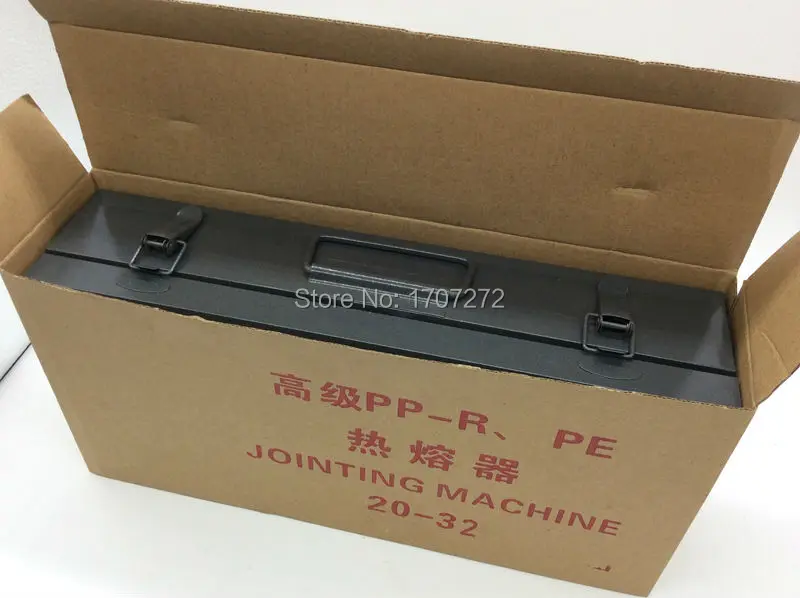 Store No: 1707272
高级PP-R、 PE
热熔器
JOINTING MACHINE
20-32